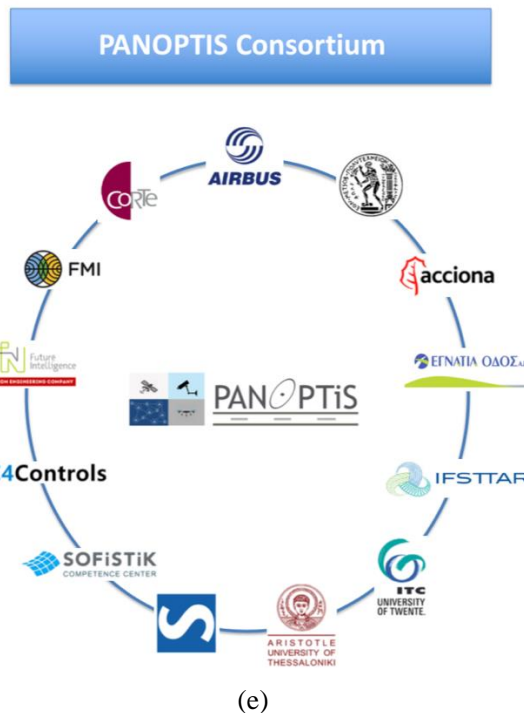 PANOPTIS Consortium
AIRBUS
CORTe
FMI
acciona
Future
Intelligence
ΕΓΝΑΤΙΑ ΟΔΟΣ Α.Ε.
4Controls
PANOPTiS
IFSTTAR
SOFiSTiK
COMPETENCE CENTER
ITC
UNIVERSITY
OF TWENTE.
ARISTOTLE
UNIVERSITY OF
THESSALONIKI
(e)